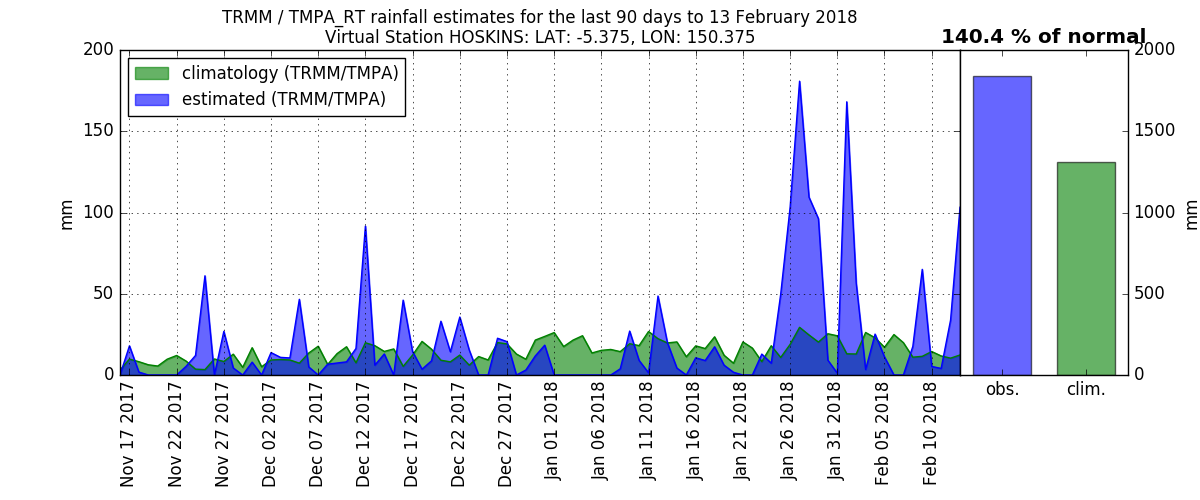 TRMM / TMPA_RT rainfall estimates for the last 90 days to 13 February 2018
Virtual Station HOSKINS: LAT: -5.375, LON: 150.375
140.4 % of normal
climatology (TRMM/TMPA)
estimated (TRMM/TMPA)
200
150
100
50
0
mm
2000
1500
1000
500
0
mm
Nov 17 2017
Nov 22 2017
Nov 27 2017
Dec 02 2017
Dec 07 2017
Dec 12 2017
Dec 17 2017
Dec 22 2017
Dec 27 2017
Jan 01 2018
Jan 06 2018
Jan 11 2018
Jan 16 2018
Jan 21 2018
Jan 26 2018
Jan 31 2018
Feb 05 2018
Feb 10 2018
obs.
clim.